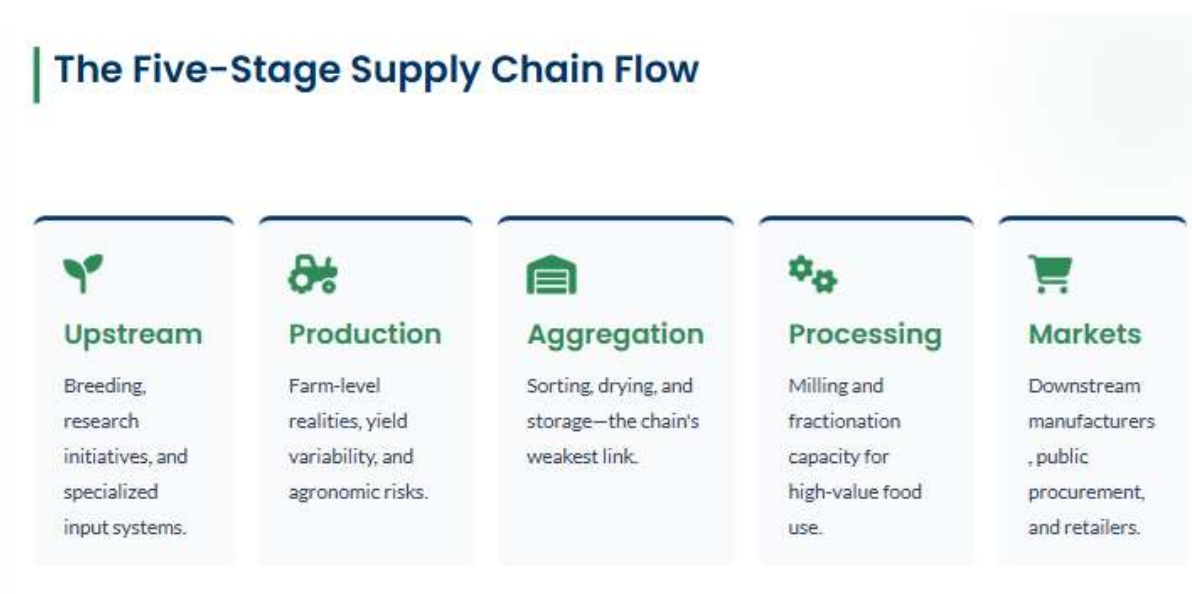 The Five-Stage Supply Chain Flow
Upstream
Breeding,
research
initiatives, and
specialized
input systems.
Production
Farm-level
realities, yield
variability, and
agronomic risks.
Aggregation
Sorting, drying, and
storage—the chain's
weakest link.
Processing
Milling and
fractionation
capacity for
high-value food
use.
Markets
Downstream
manufacturers
, public
procurement,
and retailers.